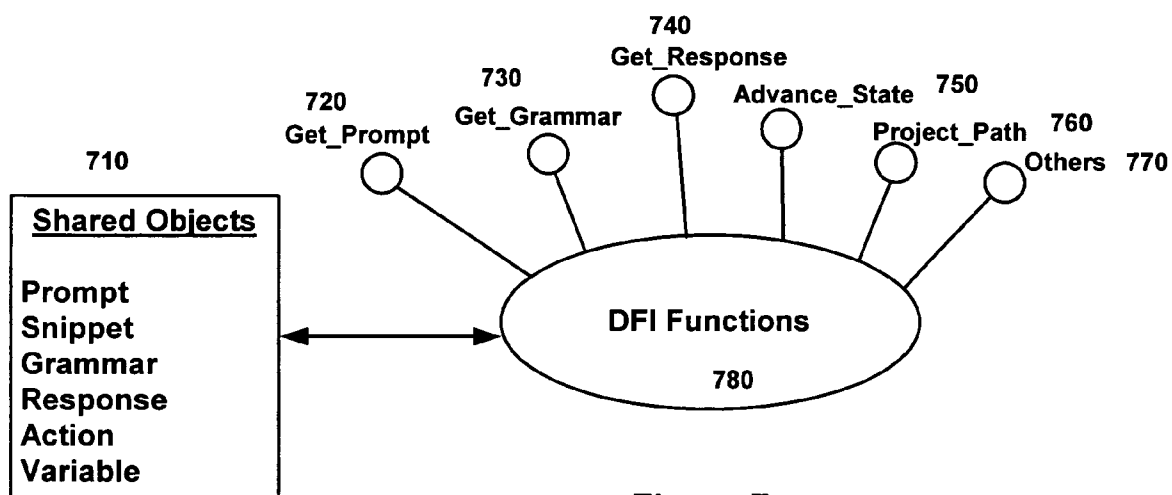 740
Get_Response
730
Get_Grammar
Advance_State 750
720
Get_Prompt
Project_Path 760
Others 770
710
Shared Objects
Prompt
Snippet
Grammar
Response
Action
Variable
DFI Functions
780